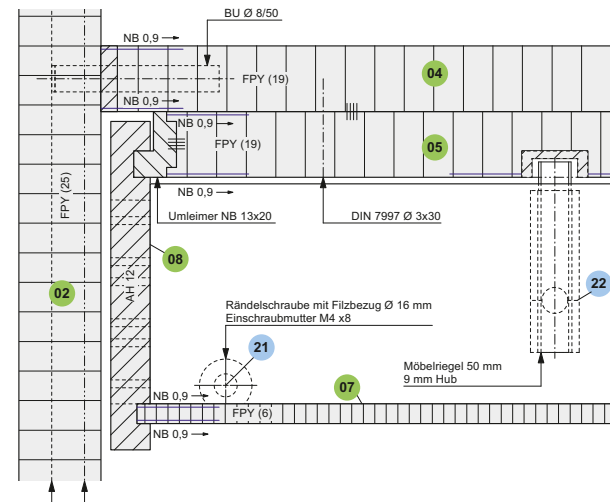 BU Ø 8/50
NB 0,9
FPY (19)
04
NB 0,9
NB 0,9
FPY (19)
05
FPY (25)
NB 0,9
Umleimer NB 13x20
DIN 7997 Ø 3x30
02
AH 12
08
22
Rändelschraube mit Filzbezug Ø 16 mm
Einschraubmutter M4 x8
21
Möbelriegel 50 mm
9 mm Hub
07
NB 0,9
FPY (6)
NB 0,9